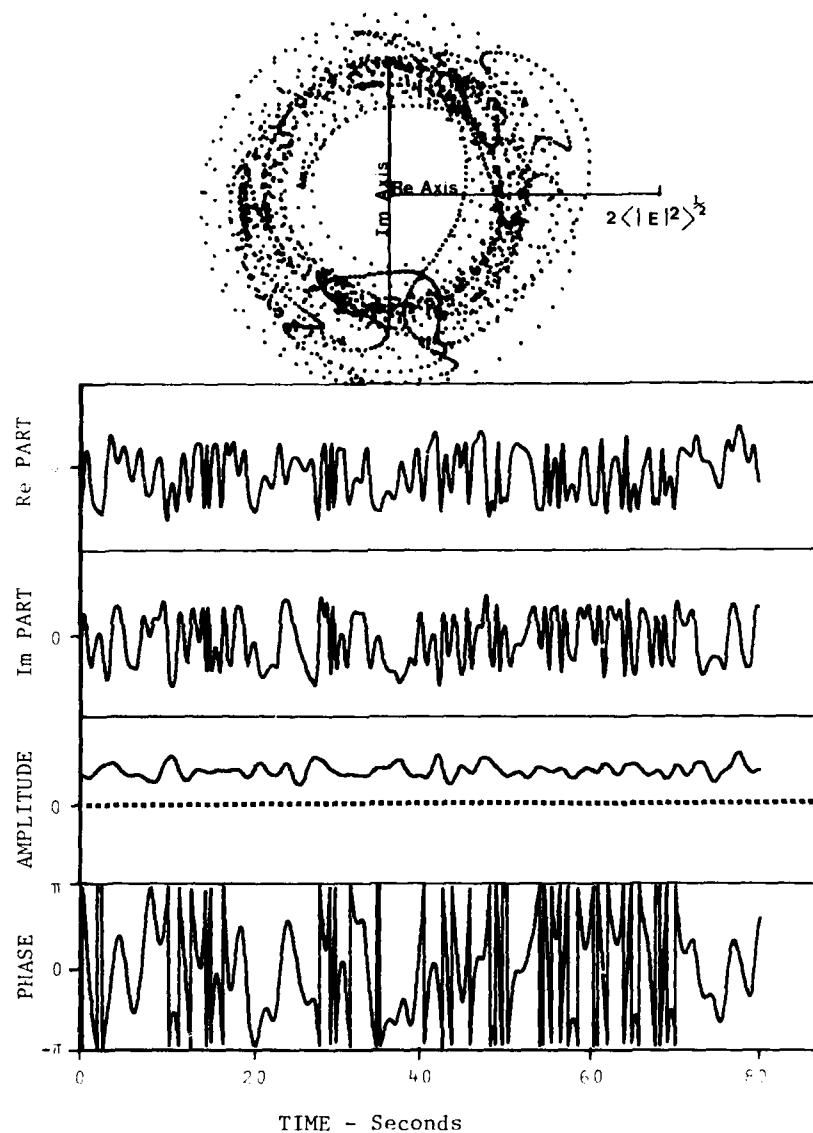 Re Axis
Im Axis
2⟨|E|²⟩^½
Re PART
Im PART
0
AMPLITUDE
0
PHASE
π
0
-π
0 20 40 60
TIME - Seconds